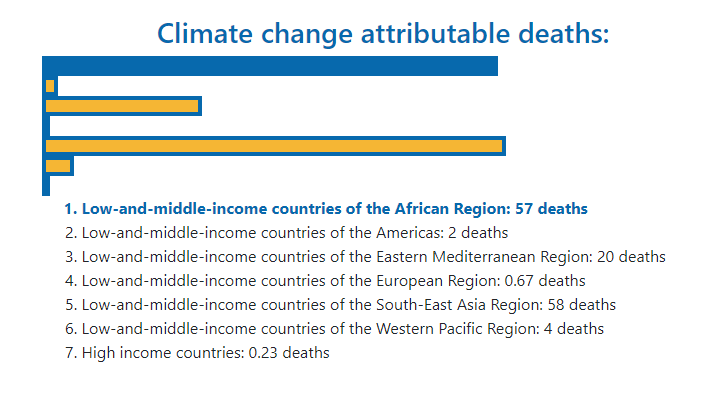 Climate change attributable deaths:
1. Low-and-middle-income countries of the African Region: 57 deaths
2. Low-and-middle-income countries of the Americas: 2 deaths
3. Low-and-middle-income countries of the Eastern Mediterranean Region: 20 deaths
4. Low-and-middle-income countries of the European Region: 0.67 deaths
5. Low-and-middle-income countries of the South-East Asia Region: 58 deaths
6. Low-and-middle-income countries of the Western Pacific Region: 4 deaths
7. High income countries: 0.23 deaths